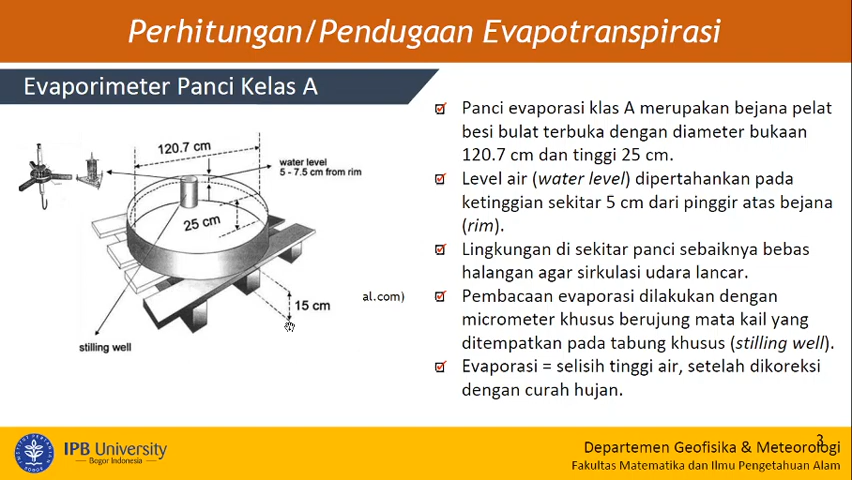 Perhitungan/Pendugaan Evapotranspirasi
Evaporimeter Panci Kelas A
120.7 cm
water level
5 - 7.5 cm from rim
25 cm
15 cm
stilling well
al.com)
Panci evaporasi klas A merupakan bejana pelat
besi bulat terbuka dengan diameter bukaan
120.7 cm dan tinggi 25 cm.
Level air (water level) dipertahankan pada
ketinggian sekitar 5 cm dari pinggir atas bejana
(rim).
Lingkungan di sekitar panci sebaiknya bebas
halangan agar sirkulasi udara lancar.
Pembacaan evaporasi dilakukan dengan
micrometer khusus berujung mata kail yang
ditempatkan pada tabung khusus (stilling well).
Evaporasi = selisih tinggi air, setelah dikoreksi
dengan curah hujan.
IPB University
Bogor Indonesia
3
Departemen Geofisika & Meteorologi
Fakultas Matematika dan Ilmu Pengetahuan Alam